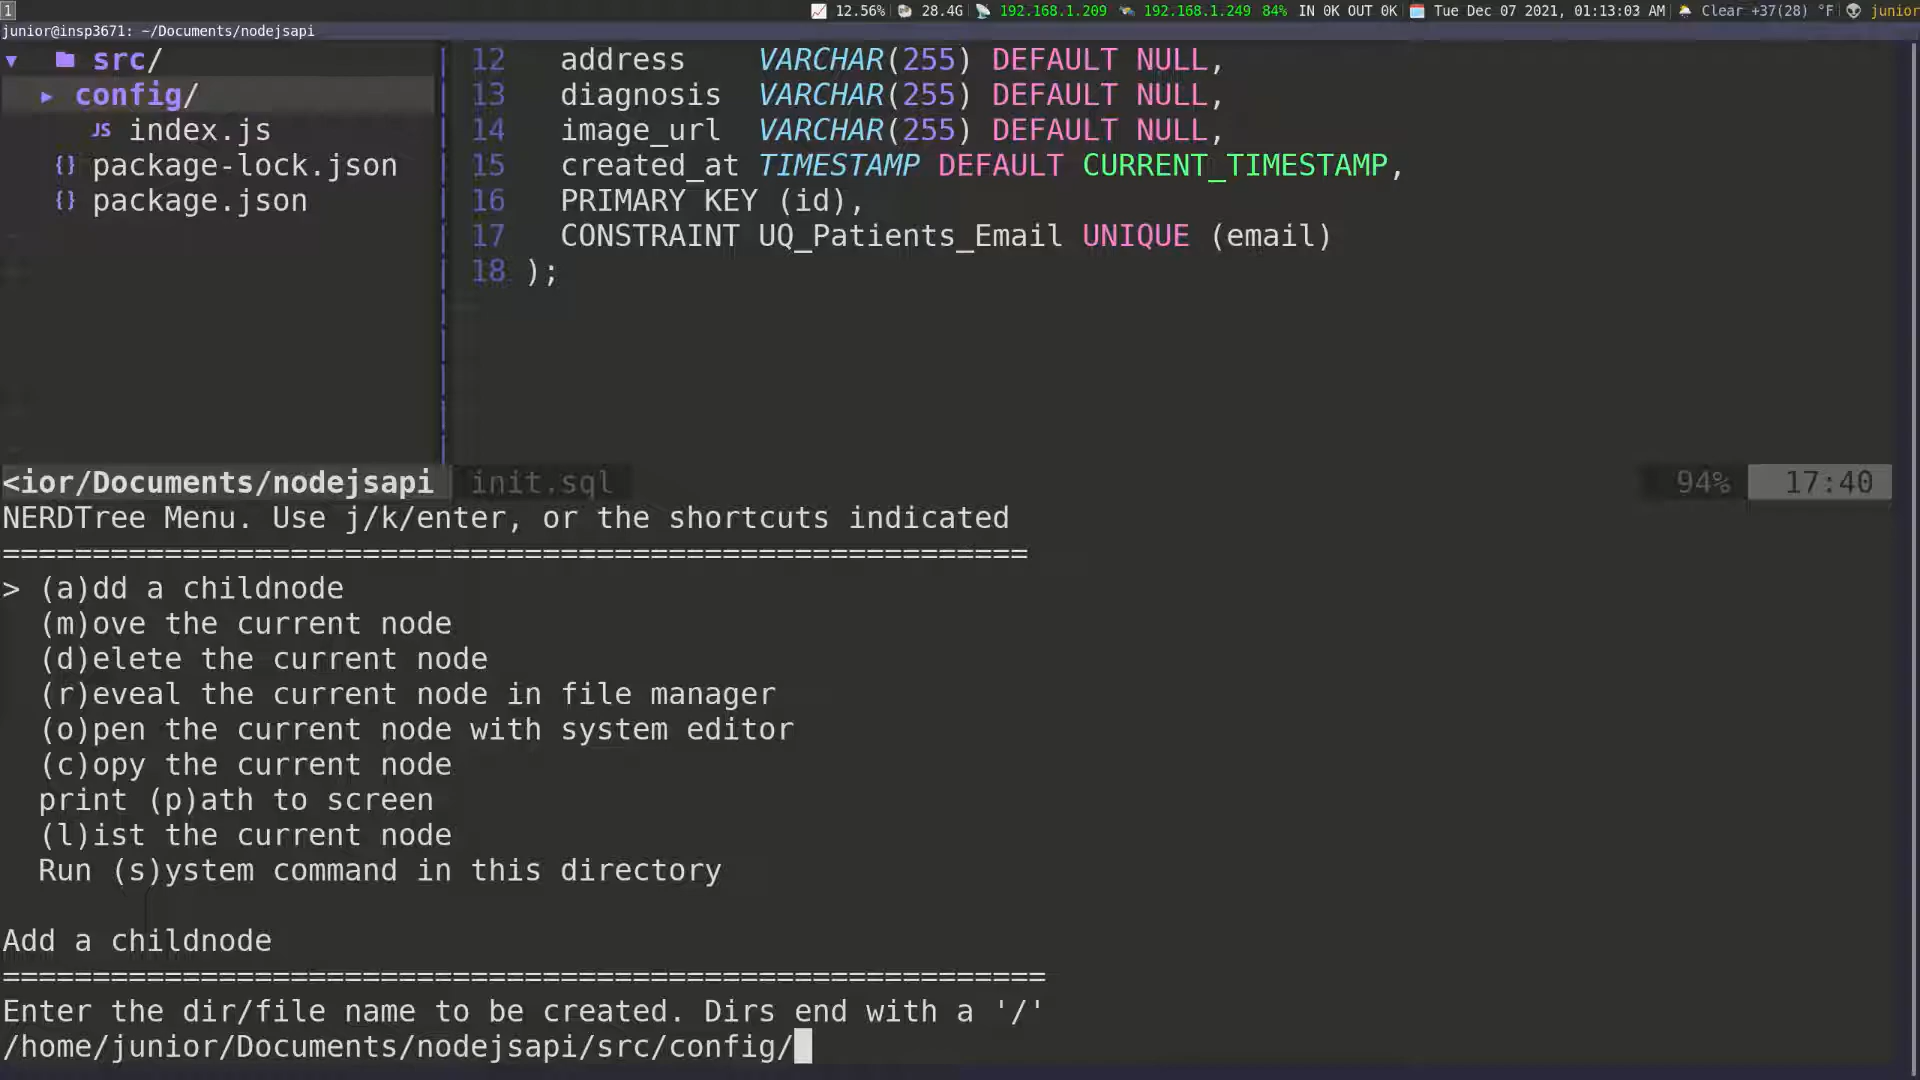 1 12.56% 28.4G 192.168.1.209 192.168.1.249 84% IN 0K OUT 0K Tue Dec 07 2021, 01:13:03 AM Clear +37(28) °F junior
junior@insp3671: ~/Documents/nodejsapi
▼ src/
▸ config/
JS index.js
{} package-lock.json
{} package.json
12 address VARCHAR(255) DEFAULT NULL,
13 diagnosis VARCHAR(255) DEFAULT NULL,
14 image_url VARCHAR(255) DEFAULT NULL,
15 created_at TIMESTAMP DEFAULT CURRENT_TIMESTAMP,
16 PRIMARY KEY (id),
17 CONSTRAINT UQ_Patients_Email UNIQUE (email)
18 );
<ior/Documents/nodejsapi init.sql 94% 17:40
NERDTree Menu. Use j/k/enter, or the shortcuts indicated
=========================================================
> (a)dd a childnode
(m)ove the current node
(d)elete the current node
(r)eveal the current node in file manager
(o)pen the current node with system editor
(c)opy the current node
print (p)ath to screen
(l)ist the current node
Run (s)ystem command in this directory
Add a childnode
==========================================================
Enter the dir/file name to be created. Dirs end with a '/'
/home/junior/Documents/nodejsapi/src/config/